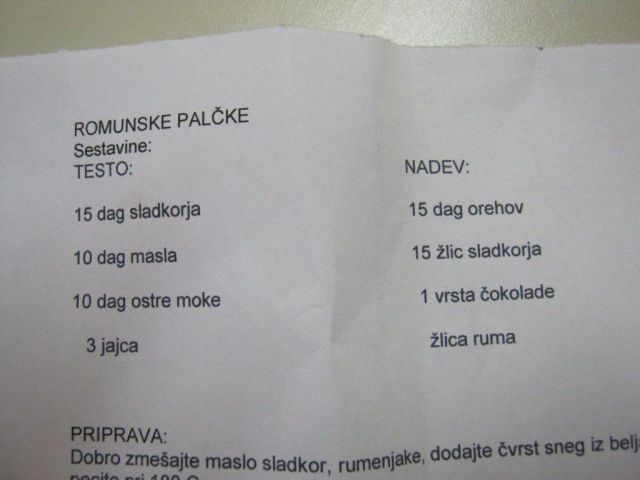 ROMUNSKE PALČKE
Sestavine:
TESTO:
15 dag sladkorja
10 dag masla
10 dag ostre moke
3 jajca
NADEV:
15 dag orehov
15 žlic sladkorja
1 vrsta čokolade
žlica ruma
PRIPRAVA:
Dobro zmešajte maslo sladkor, rumenjake, dodajte čvrst sneg iz